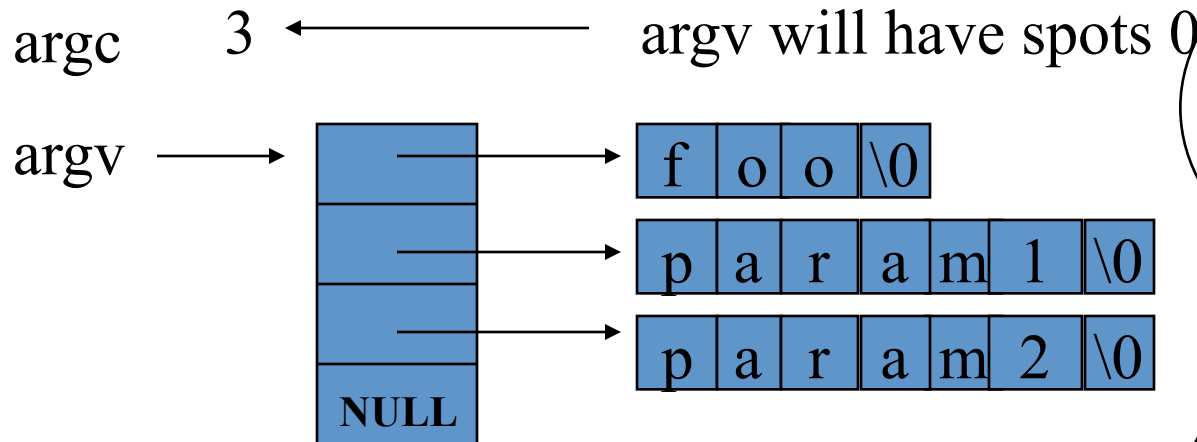 argc 3 argv will have spots 0
argv
f o o \0
p a r a m 1 \0
p a r a m 2 \0
NULL